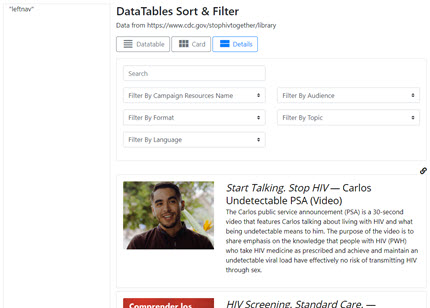 "leftnav"
DataTables Sort & Filter
Data from https://www.cdc.gov/stophivtogether/library
Datatable
Card
Details
Search
Filter By Campaign Resources Name
Filter By Audience
Filter By Format
Filter By Topic
Filter By Language
Start Talking. Stop HIV — Carlos
Undetectable PSA (Video)
The Carlos public service announcement (PSA) is a 30-second
video that features Carlos talking about living with HIV and what
being undetectable means to him. The purpose of the video is to
share emphasis on the knowledge that people with HIV (PWH)
who take HIV medicine as prescribed and achieve and maintain an
undetectable viral load have effectively no risk of transmitting HIV
through sex.
Comprender los
HIV Screening. Standard Care. —